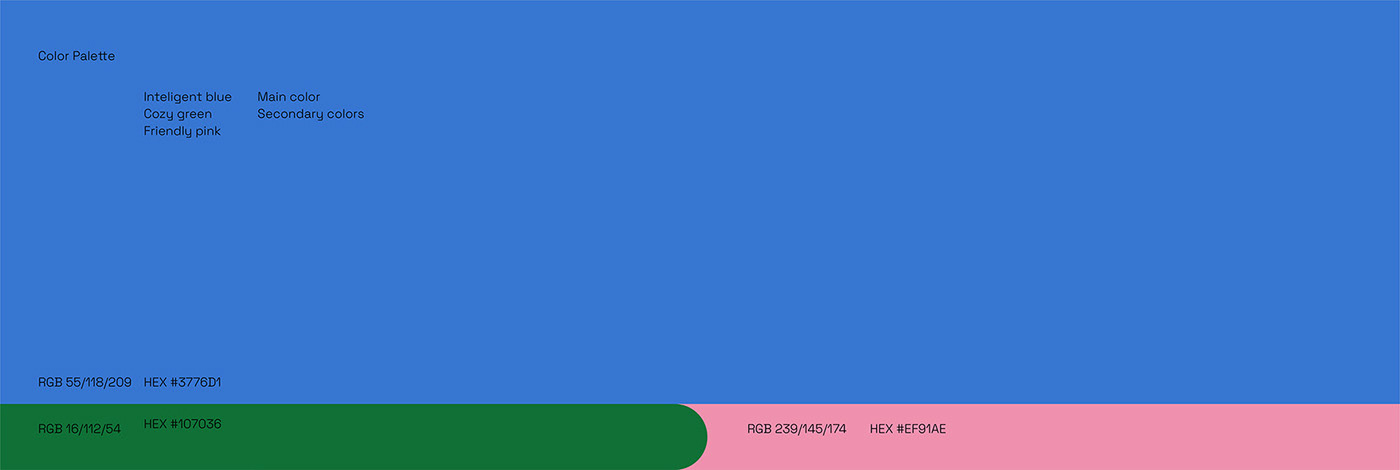 Color Palette
Inteligent blue Main color
Cozy green Secondary colors
Friendly pink
RGB 55/118/209 HEX #3776D1
RGB 16/112/54 HEX #107036
RGB 239/145/174 HEX #EF91AE